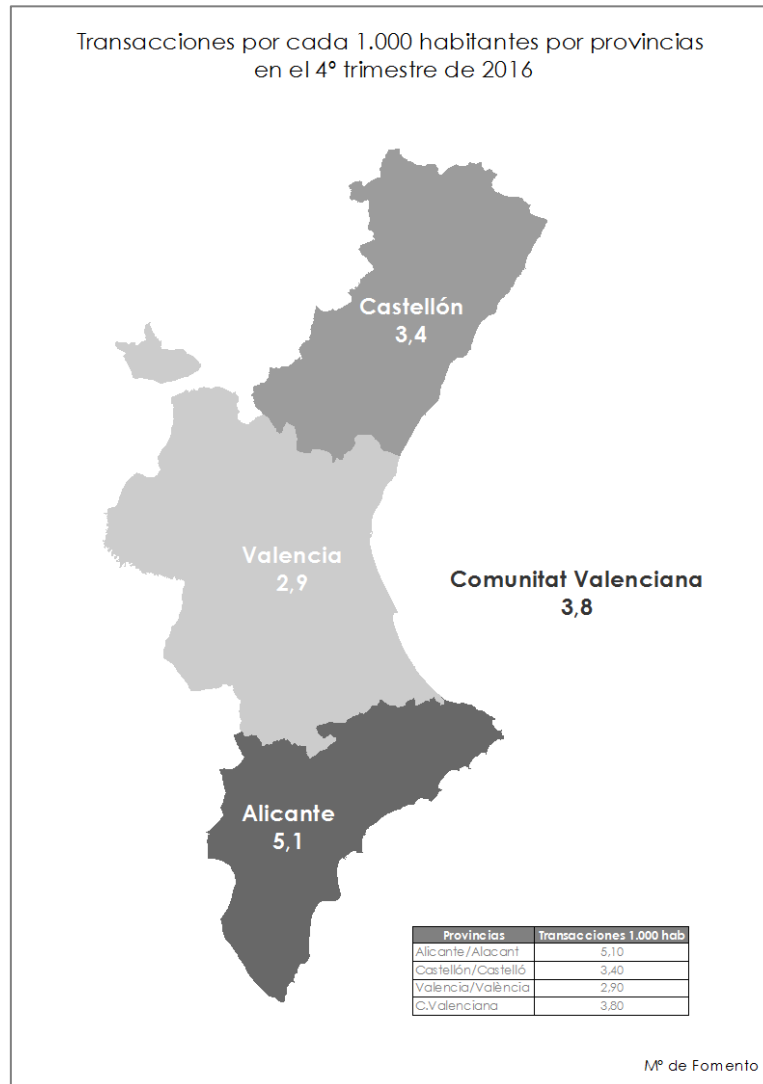 Transacciones por cada 1.000 habitantes por provincias
en el 4º trimestre de 2016
Castellón
3,4
Valencia
2,9
Comunitat Valenciana
3,8
Alicante
5,1
Provincias Transacciones 1.000 hab
Alicante/Alacant 5,10
Castellón/Castelló 3,40
Valencia/València 2,90
C.Valenciana 3,80
Mº de Fomento